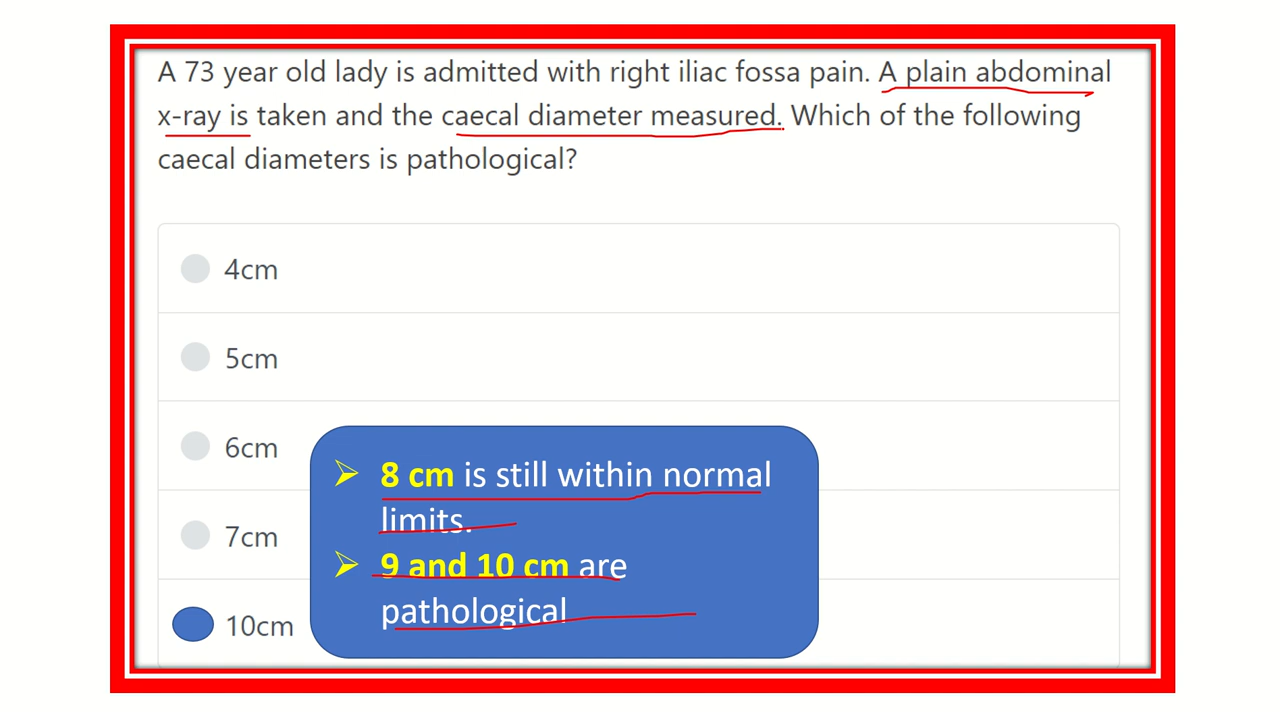 A 73 year old lady is admitted with right iliac fossa pain. A plain abdominal
x-ray is taken and the caecal diameter measured. Which of the following
caecal diameters is pathological?
4cm
5cm
6cm
7cm
10cm
8 cm is still within normal
limits.
9 and 10 cm are
pathological